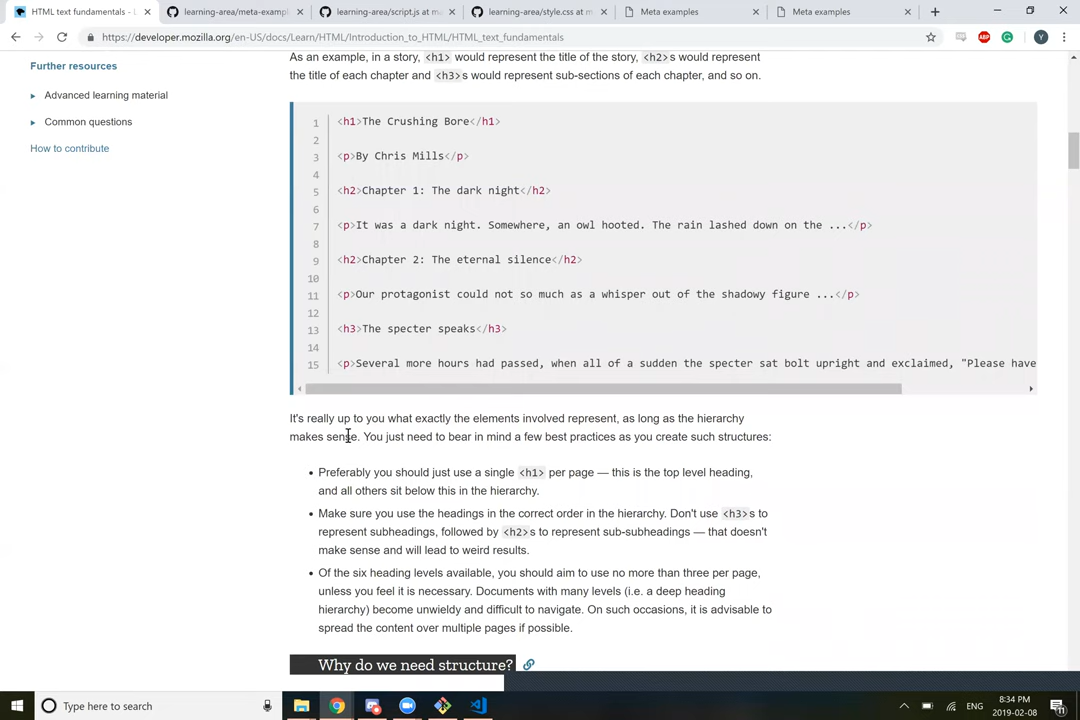 HTML text fundamentals - L
learning-area/meta-exampl
learning-area/script.js at m
learning-area/style.css at m
Meta examples
Meta examples
https://developer.mozilla.org/en-US/docs/Learn/HTML/Introduction_to_HTML/HTML_text_fundamentals
ABP
Y
Further resources
Advanced learning material
Common questions
How to contribute
As an example, in a story, <h1> would represent the title of the story, <h2>s would represent
the title of each chapter and <h3>s would represent sub-sections of each chapter, and so on.
1 <h1>The Crushing Bore</h1>
2
3 <p>By Chris Mills</p>
4
5 <h2>Chapter 1: The dark night</h2>
6
7 <p>It was a dark night. Somewhere, an owl hooted. The rain lashed down on the ...</p>
8
9 <h2>Chapter 2: The eternal silence</h2>
10
11 <p>Our protagonist could not so much as a whisper out of the shadowy figure ...</p>
12
13 <h3>The specter speaks</h3>
14
15 <p>Several more hours had passed, when all of a sudden the specter sat bolt upright and exclaimed, "Please have
It's really up to you what exactly the elements involved represent, as long as the hierarchy
makes sense. You just need to bear in mind a few best practices as you create such structures:
• Preferably you should just use a single <h1> per page — this is the top level heading,
and all others sit below this in the hierarchy.
• Make sure you use the headings in the correct order in the hierarchy. Don't use <h3>s to
represent subheadings, followed by <h2>s to represent sub-subheadings — that doesn't
make sense and will lead to weird results.
• Of the six heading levels available, you should aim to use no more than three per page,
unless you feel it is necessary. Documents with many levels (i.e. a deep heading
hierarchy) become unwieldy and difficult to navigate. On such occasions, it is advisable to
spread the content over multiple pages if possible.
Why do we need structure?
Type here to search
ENG
8:34 PM
2019-02-08